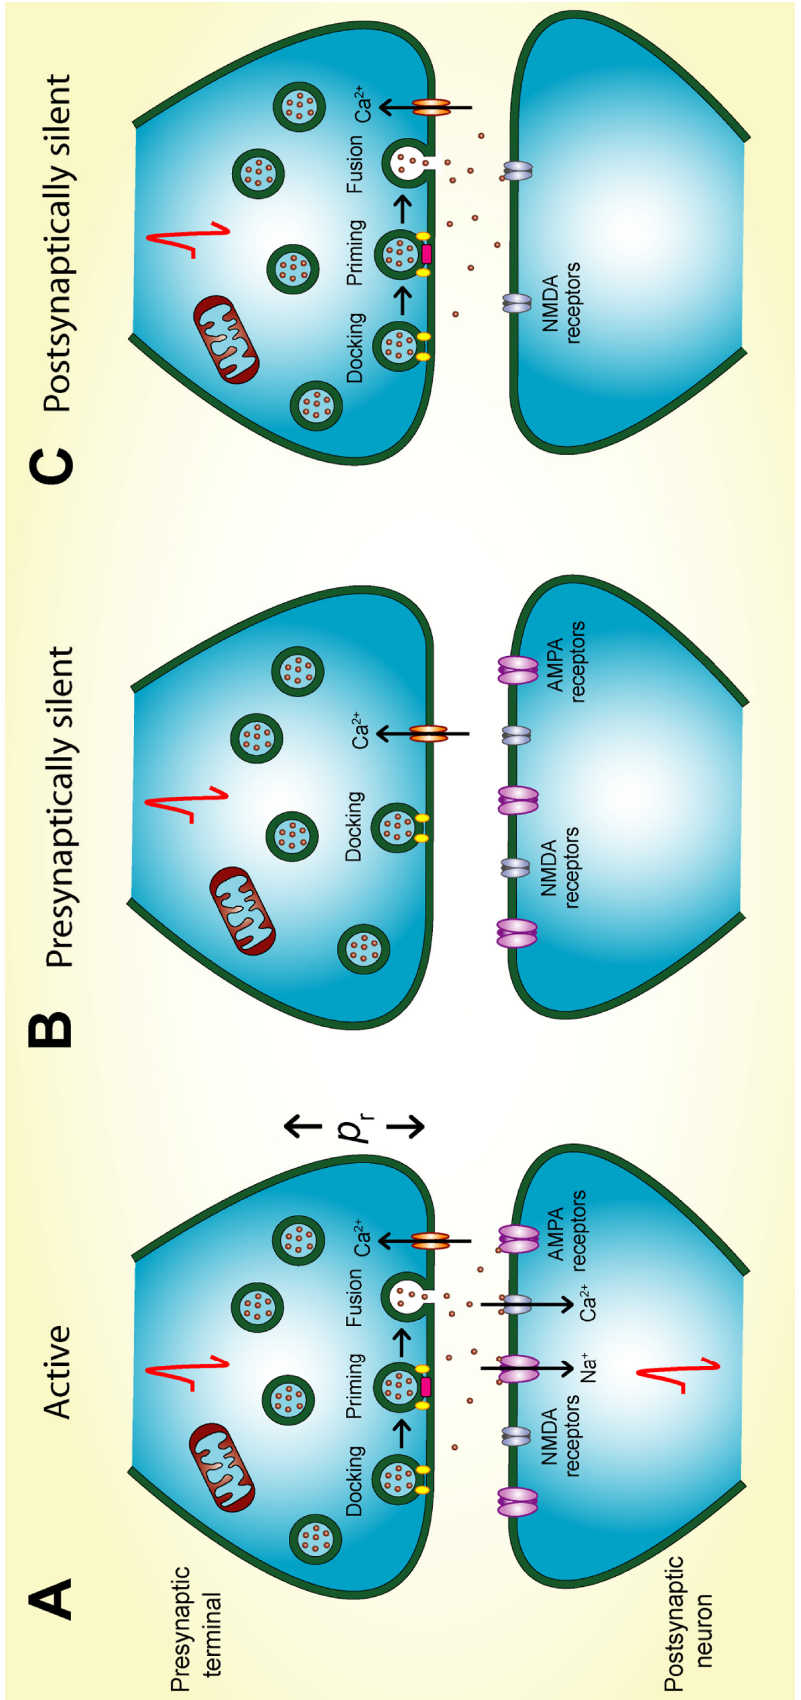 A
Active
Presynaptic
terminal
Docking
Priming
Fusion
Ca²⁺
pᵣ
NMDA
receptors
Na⁺
Ca²⁺
AMPA
receptors
Postsynaptic
neuron
B
Presynaptically silent
Docking
Ca²⁺
NMDA
receptors
AMPA
receptors
C
Postsynaptically silent
Docking
Priming
Fusion
Ca²⁺
NMDA
receptors